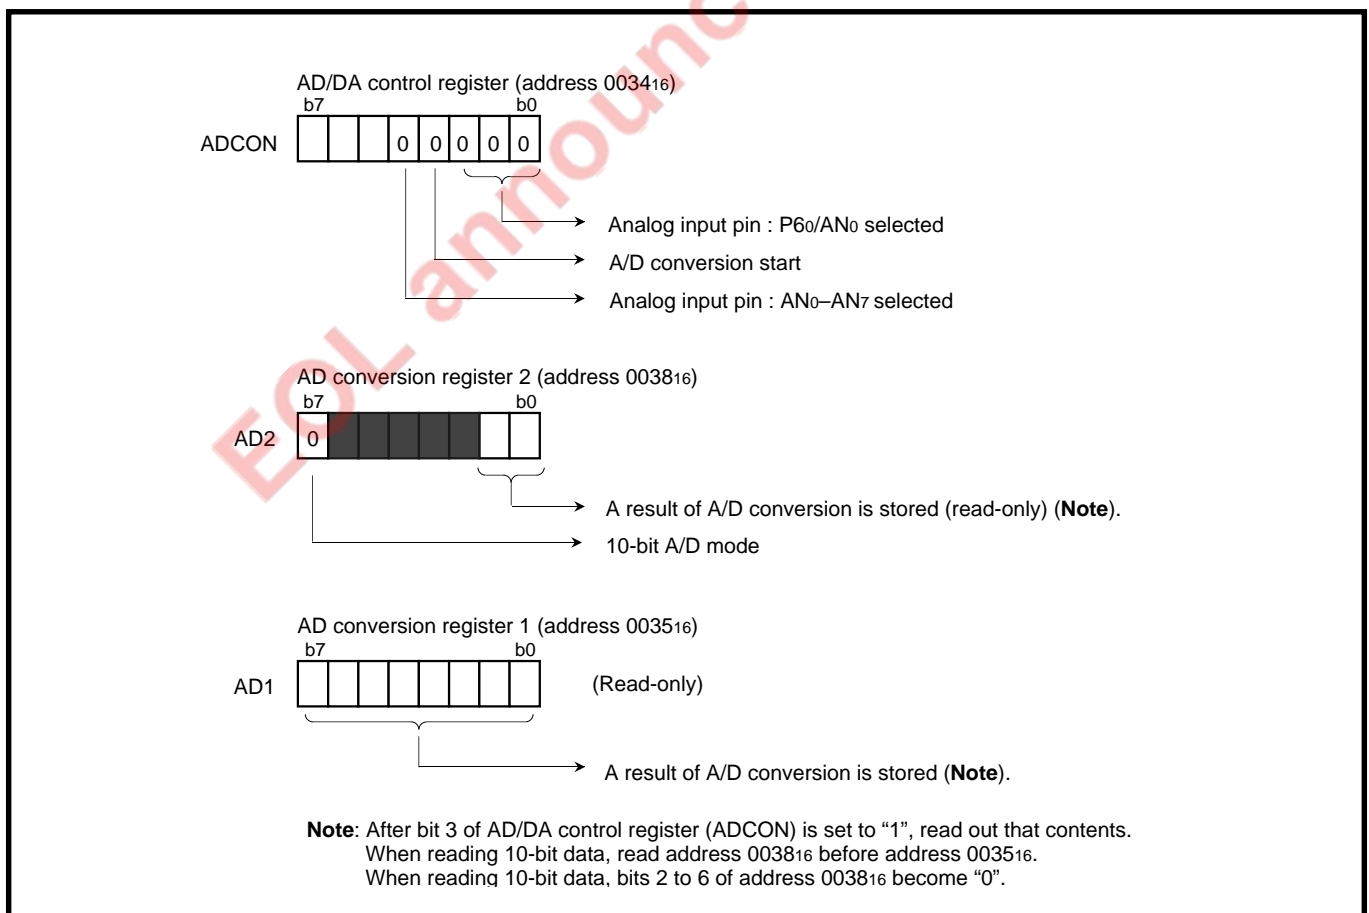 AD/DA control register (address 003416)
b7 b0
ADCON 0 0 0 0 0
Analog input pin : P60/AN0 selected
A/D conversion start
Analog input pin : AN0–AN7 selected
AD conversion register 2 (address 003816)
b7 b0
AD2 0
A result of A/D conversion is stored (read-only) (Note).
10-bit A/D mode
AD conversion register 1 (address 003516)
b7 b0
AD1 (Read-only)
A result of A/D conversion is stored (Note).
Note: After bit 3 of AD/DA control register (ADCON) is set to “1”, read out that contents.
When reading 10-bit data, read address 003816 before address 003516.
When reading 10-bit data, bits 2 to 6 of address 003816 become “0”.
EOL announc